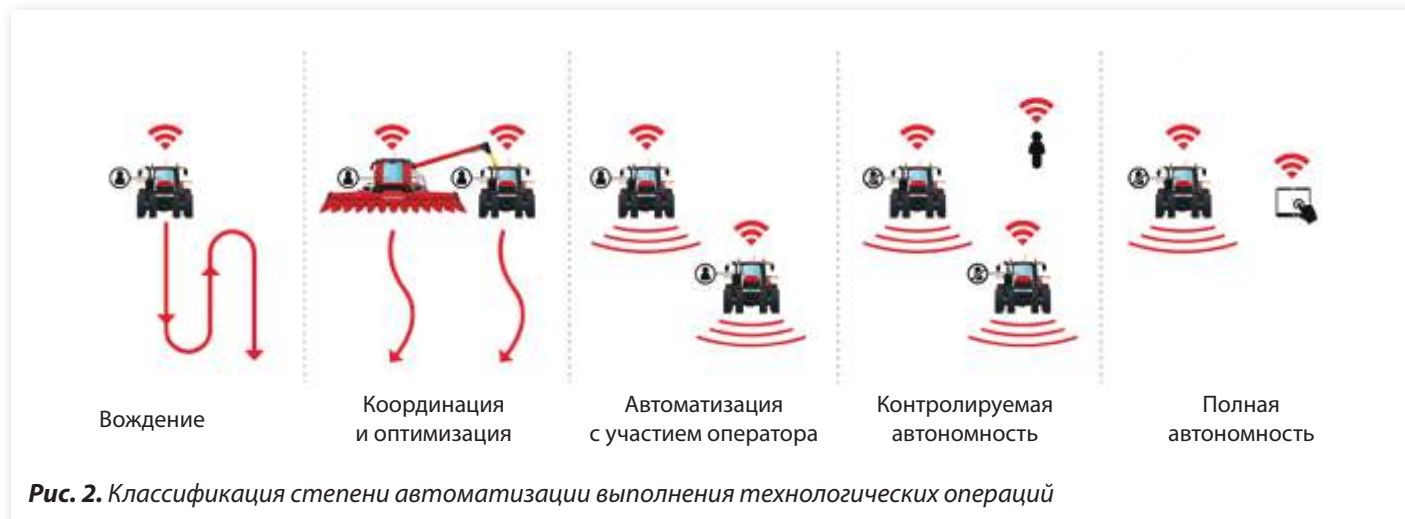 Вождение
Координация
и оптимизация
Автоматизация
с участием оператора
Контролируемая
автономность
Полная
автономность
Рис. 2. Классификация степени автоматизации выполнения технологических операций